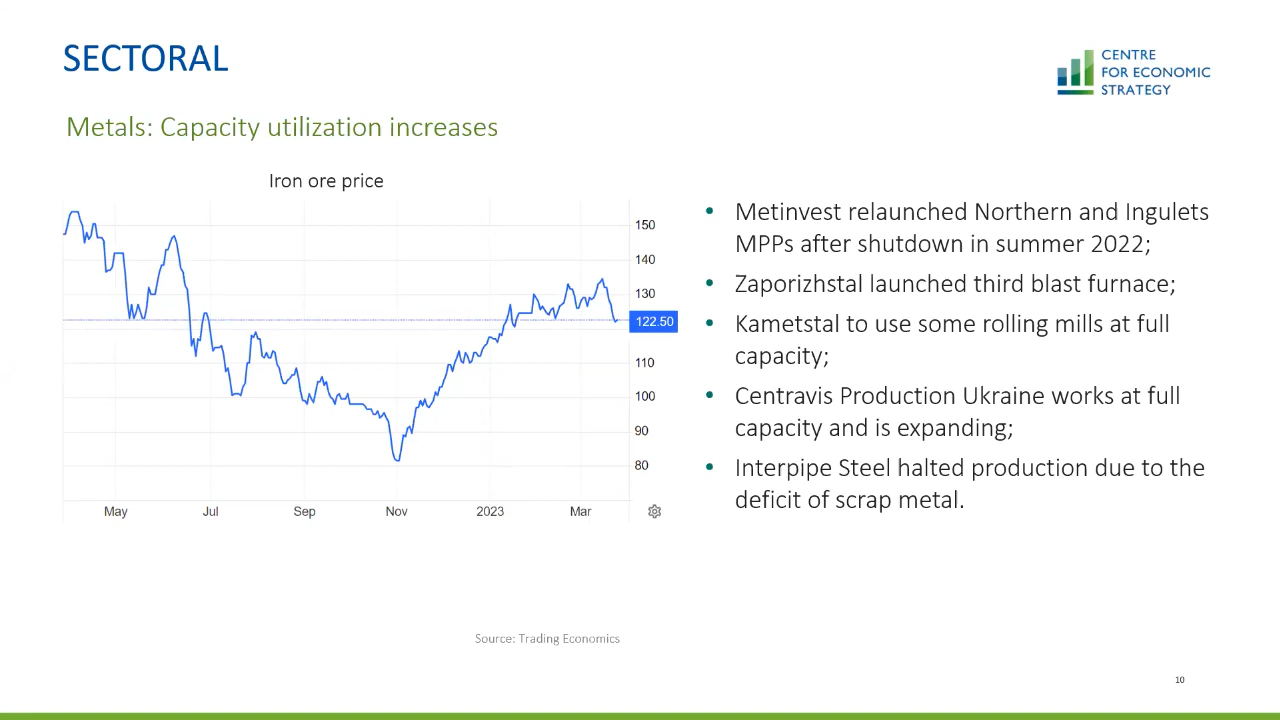 SECTORAL
CENTRE
FOR ECONOMIC
STRATEGY
Metals: Capacity utilization increases
Iron ore price
150
140
130
122.50
110
100
90
80
May Jul Sep Nov 2023 Mar
• Metinvest relaunched Northern and Ingulets
MPPs after shutdown in summer 2022;
• Zaporizhstal launched third blast furnace;
• Kametstal to use some rolling mills at full
capacity;
• Centravis Production Ukraine works at full
capacity and is expanding;
• Interpipe Steel halted production due to the
deficit of scrap metal.
Source: Trading Economics
10